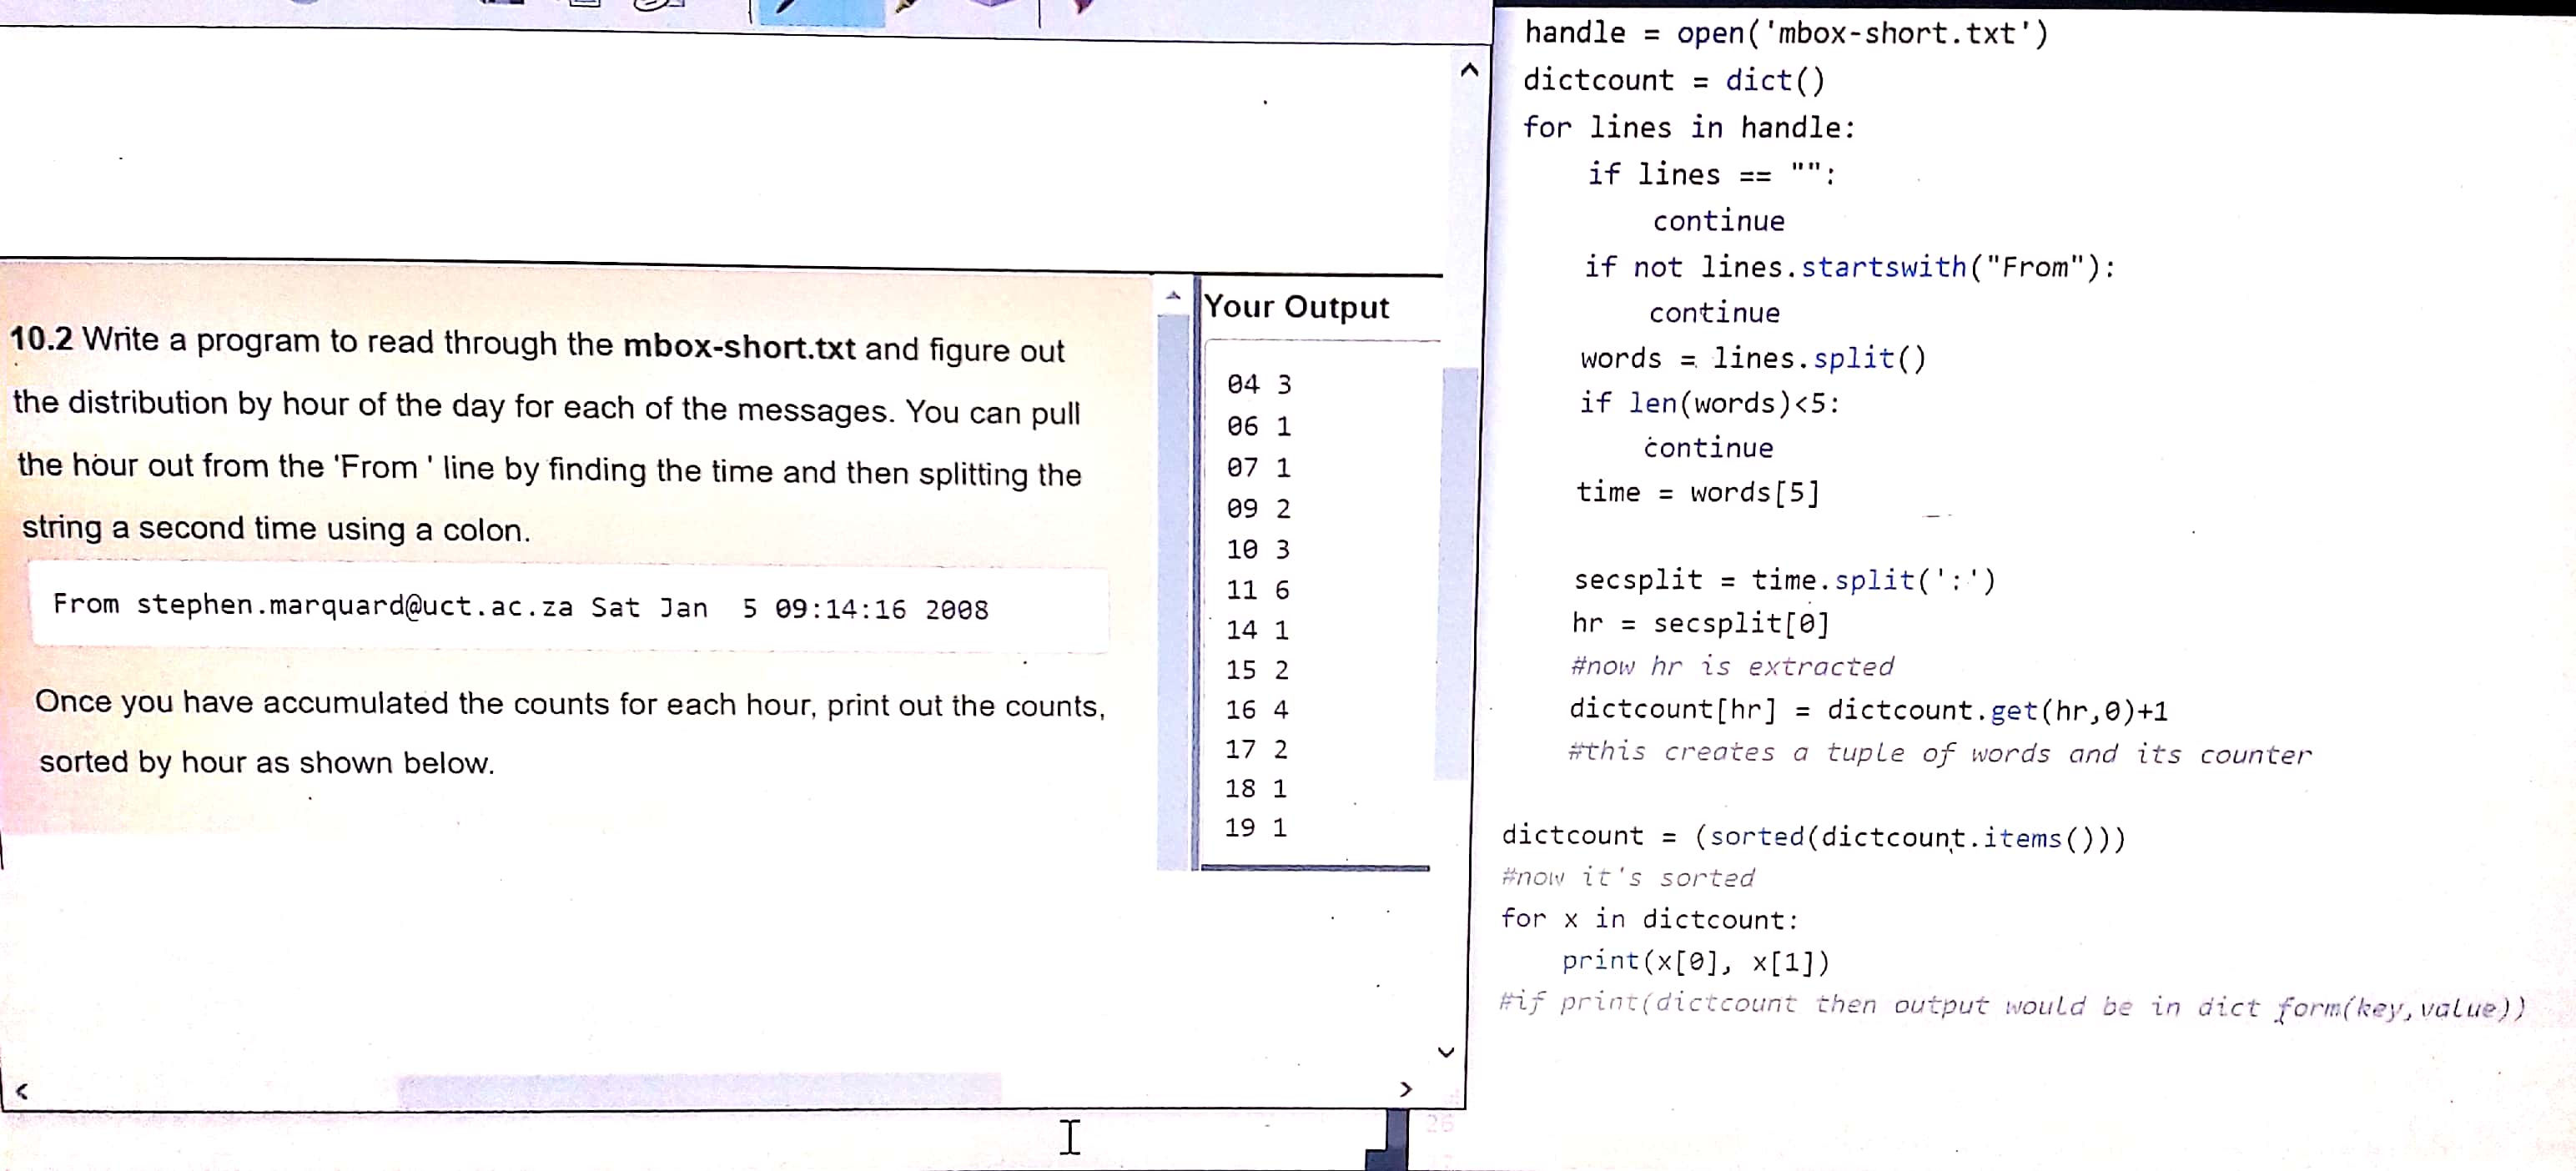 10.2 Write a program to read through the mbox-short.txt and figure out
the distribution by hour of the day for each of the messages. You can pull
the hour out from the 'From ' line by finding the time and then splitting the
string a second time using a colon.
From stephen.marquard@uct.ac.za Sat Jan  5 09:14:16 2008
Once you have accumulated the counts for each hour, print out the counts,
sorted by hour as shown below.
Your Output
04 3
06 1
07 1
09 2
10 3
11 6
14 1
15 2
16 4
17 2
18 1
19 1
handle = open('mbox-short.txt')
dictcount = dict()
for lines in handle:
    if lines == "":
        continue
    if not lines.startswith("From"):
        continue
    words = lines.split()
    if len(words)<5:
        continue
    time = words[5]
    secsplit = time.split(':')
    hr = secsplit[0]
    #now hr is extracted
    dictcount[hr] = dictcount.get(hr,0)+1
    #this creates a tuple of words and its counter
dictcount = (sorted(dictcount.items()))
#now it's sorted
for x in dictcount:
    print(x[0], x[1])
#if print(dictcount then output would be in dict form(key,value))
26